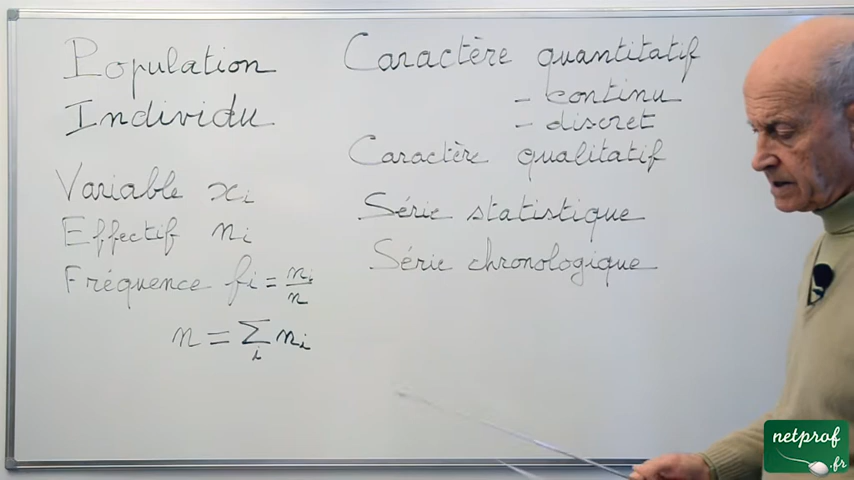 Population
Individu
Variable xi
Effectif ni
Fréquence fi = ni/n
n = ∑i ni
Caractère quantitatif
- continu
- discret
Caractère qualitatif
Série statistique
Série chronologique
netprof
.fr